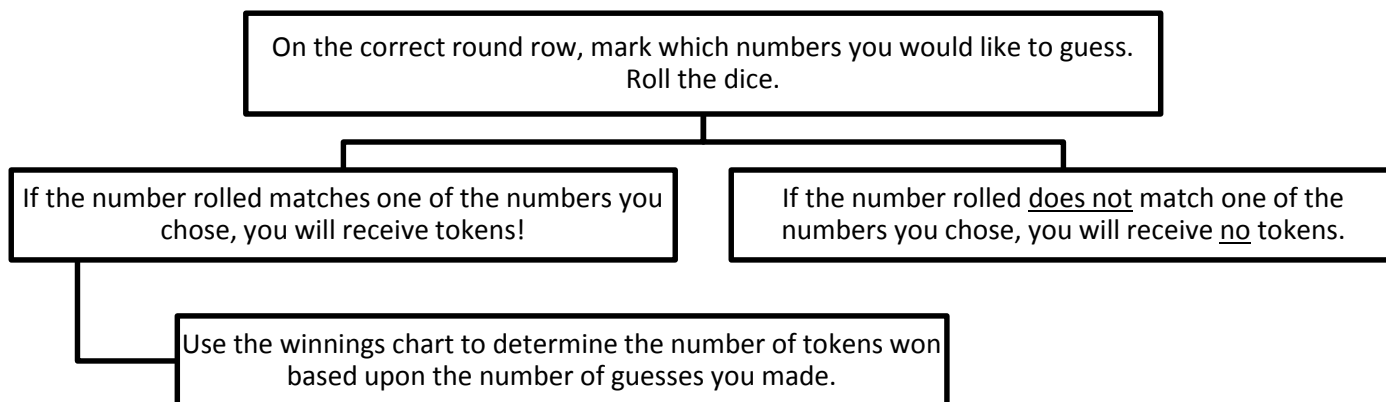 On the correct round row, mark which numbers you would like to guess.
Roll the dice.
If the number rolled matches one of the numbers you
chose, you will receive tokens!
If the number rolled does not match one of the
numbers you chose, you will receive no tokens.
Use the winnings chart to determine the number of tokens won
based upon the number of guesses you made.